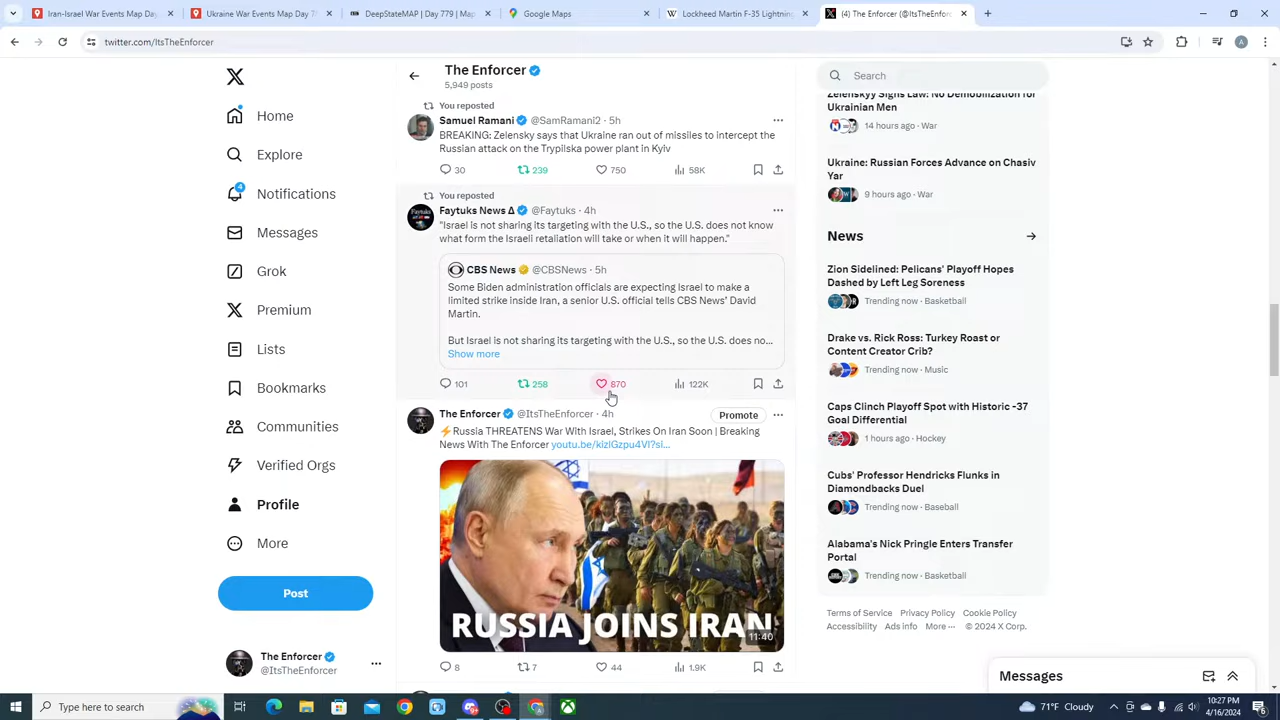 Iran-Israel War Events Map Day
Ukraine War Events Map Day 7
DeepStateMAP | Day 779 | Map
Google Maps
Lockheed Martin F-35 Lightning
(4) The Enforcer (@ItsTheEnforc
twitter.com/ItsTheEnforcer
A
Home
Explore
4
Notifications
Messages
Grok
Premium
Lists
Bookmarks
Communities
Verified Orgs
Profile
More
Post
The Enforcer
@ItsTheEnforcer
The Enforcer
5,949 posts
You reposted
Samuel Ramani @SamRamani2 · 5h
BREAKING: Zelensky says that Ukraine ran out of missiles to intercept the
Russian attack on the Trypilska power plant in Kyiv
30 239 750 58K
You reposted
Faytuks News Δ @Faytuks · 4h
"Israel is not sharing its targeting with the U.S., so the U.S. does not know
what form the Israeli retaliation will take or when it will happen."
CBS News @CBSNews · 5h
Some Biden administration officials are expecting Israel to make a
limited strike inside Iran, a senior U.S. official tells CBS News' David
Martin.
But Israel is not sharing its targeting with the U.S., so the U.S. does no...
Show more
101 258 870 122K
The Enforcer @ItsTheEnforcer · 4h
Promote
⚡Russia THREATENS War With Israel, Strikes On Iran Soon | Breaking
News With The Enforcer youtu.be/kizlGzpu4VI?si...
RUSSIA JOINS IRAN
11:40
8 7 44 1.9K
Search
Zelenskyy Signs Law: No Demobilization for
Ukrainian Men
14 hours ago · War
Ukraine: Russian Forces Advance on Chasiv
Yar
9 hours ago · War
News
Zion Sidelined: Pelicans' Playoff Hopes
Dashed by Left Leg Soreness
Trending now · Basketball
Drake vs. Rick Ross: Turkey Roast or
Content Creator Crib?
Trending now · Music
Caps Clinch Playoff Spot with Historic -37
Goal Differential
1 hours ago · Hockey
Cubs' Professor Hendricks Flunks in
Diamondbacks Duel
Trending now · Baseball
Alabama's Nick Pringle Enters Transfer
Portal
Trending now · Basketball
Terms of Service Privacy Policy Cookie Policy
Accessibility Ads info More ··· © 2024 X Corp.
Messages
Type here to search
71°F Cloudy
10:27 PM
4/16/2024